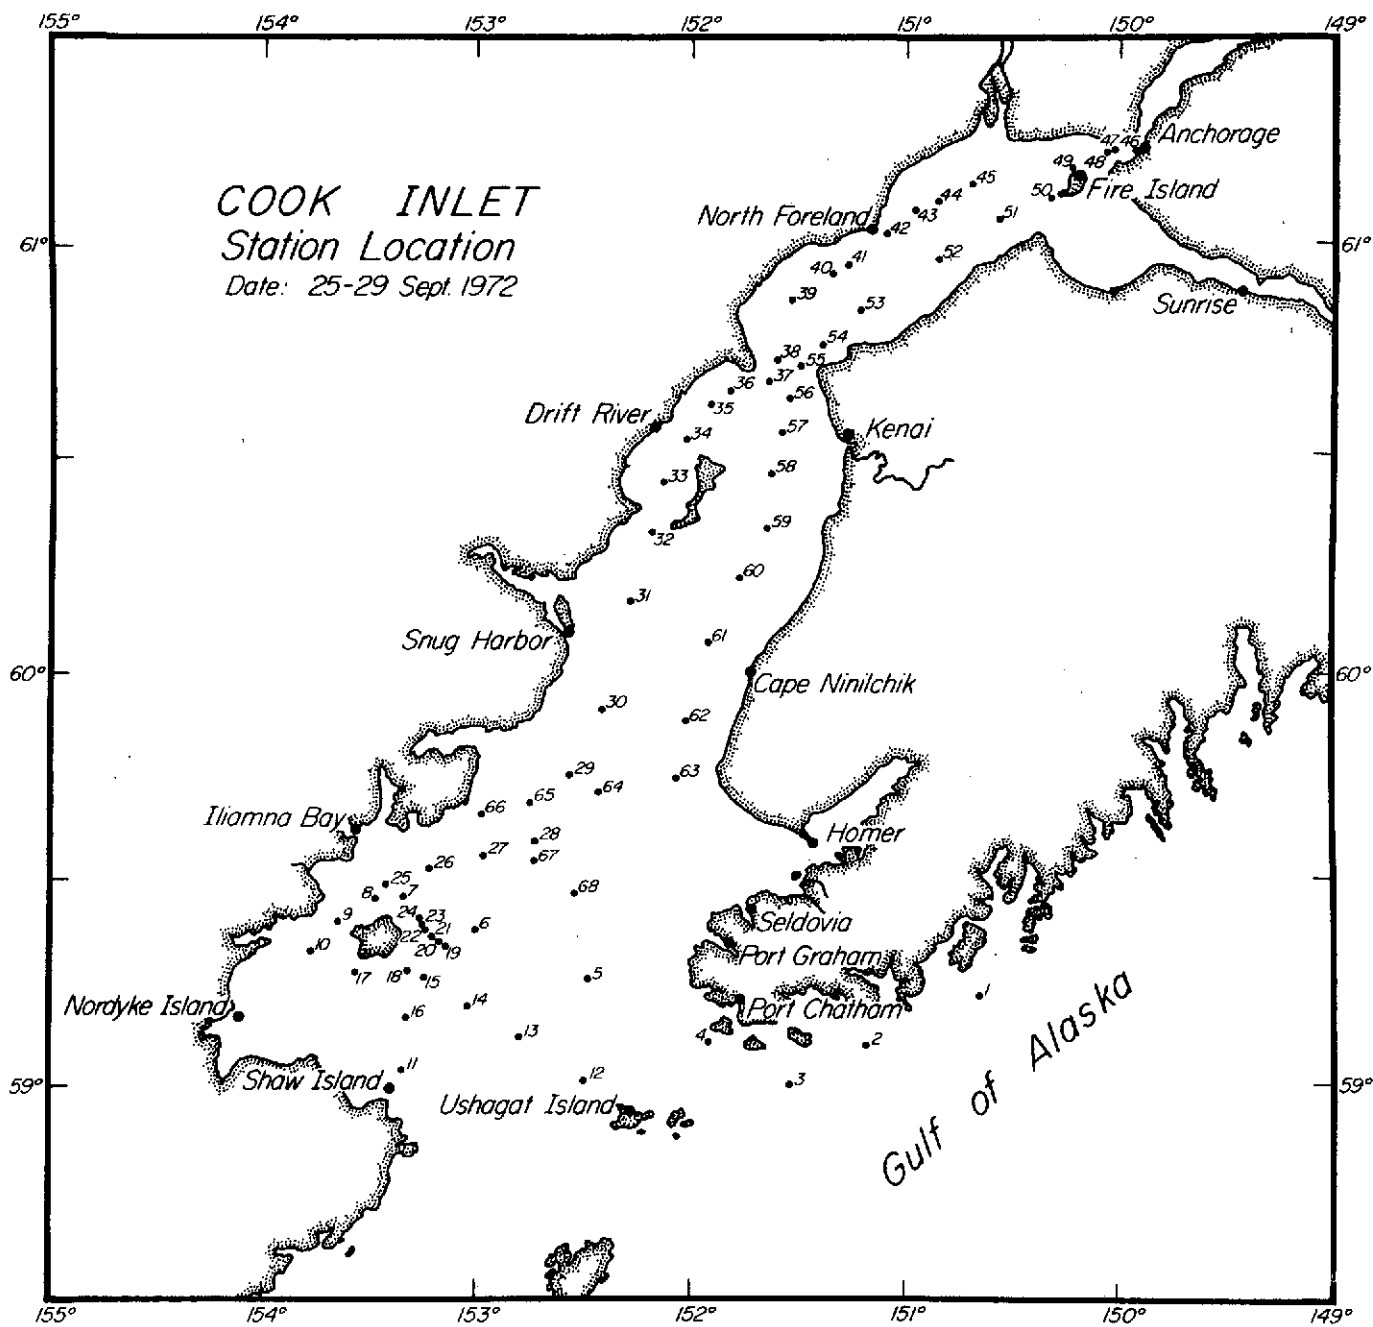 155° 154° 153° 152° 151° 150° 149°
COOK INLET
Station Location
Date: 25-29 Sept. 1972
47 46 Anchorage
49 48
45 50 Fire Island
44 51
North Foreland 43
42
61° 61°
52
40 41
39 Sunrise
53
54
38 55
36 37
35 56
Drift River 57 Kenai
34
33 58
59
32
60
31
Snug Harbor 61
60° 60°
Cape Ninilchik
30 62
29 63
64
65
66
Iliamna Bay
28 Homer
27
67
26
25
8 7 68
24
9 23 Seldovia
22 21 6
10 20 19
Port Graham
17 18 15 5
1
Nordyke Island 14 Port Chatham
16
13 4 2
11 12 3
59° Shaw Island 59°
Ushagat Island
Gulf of Alaska
155° 154° 153° 152° 151° 150° 149°